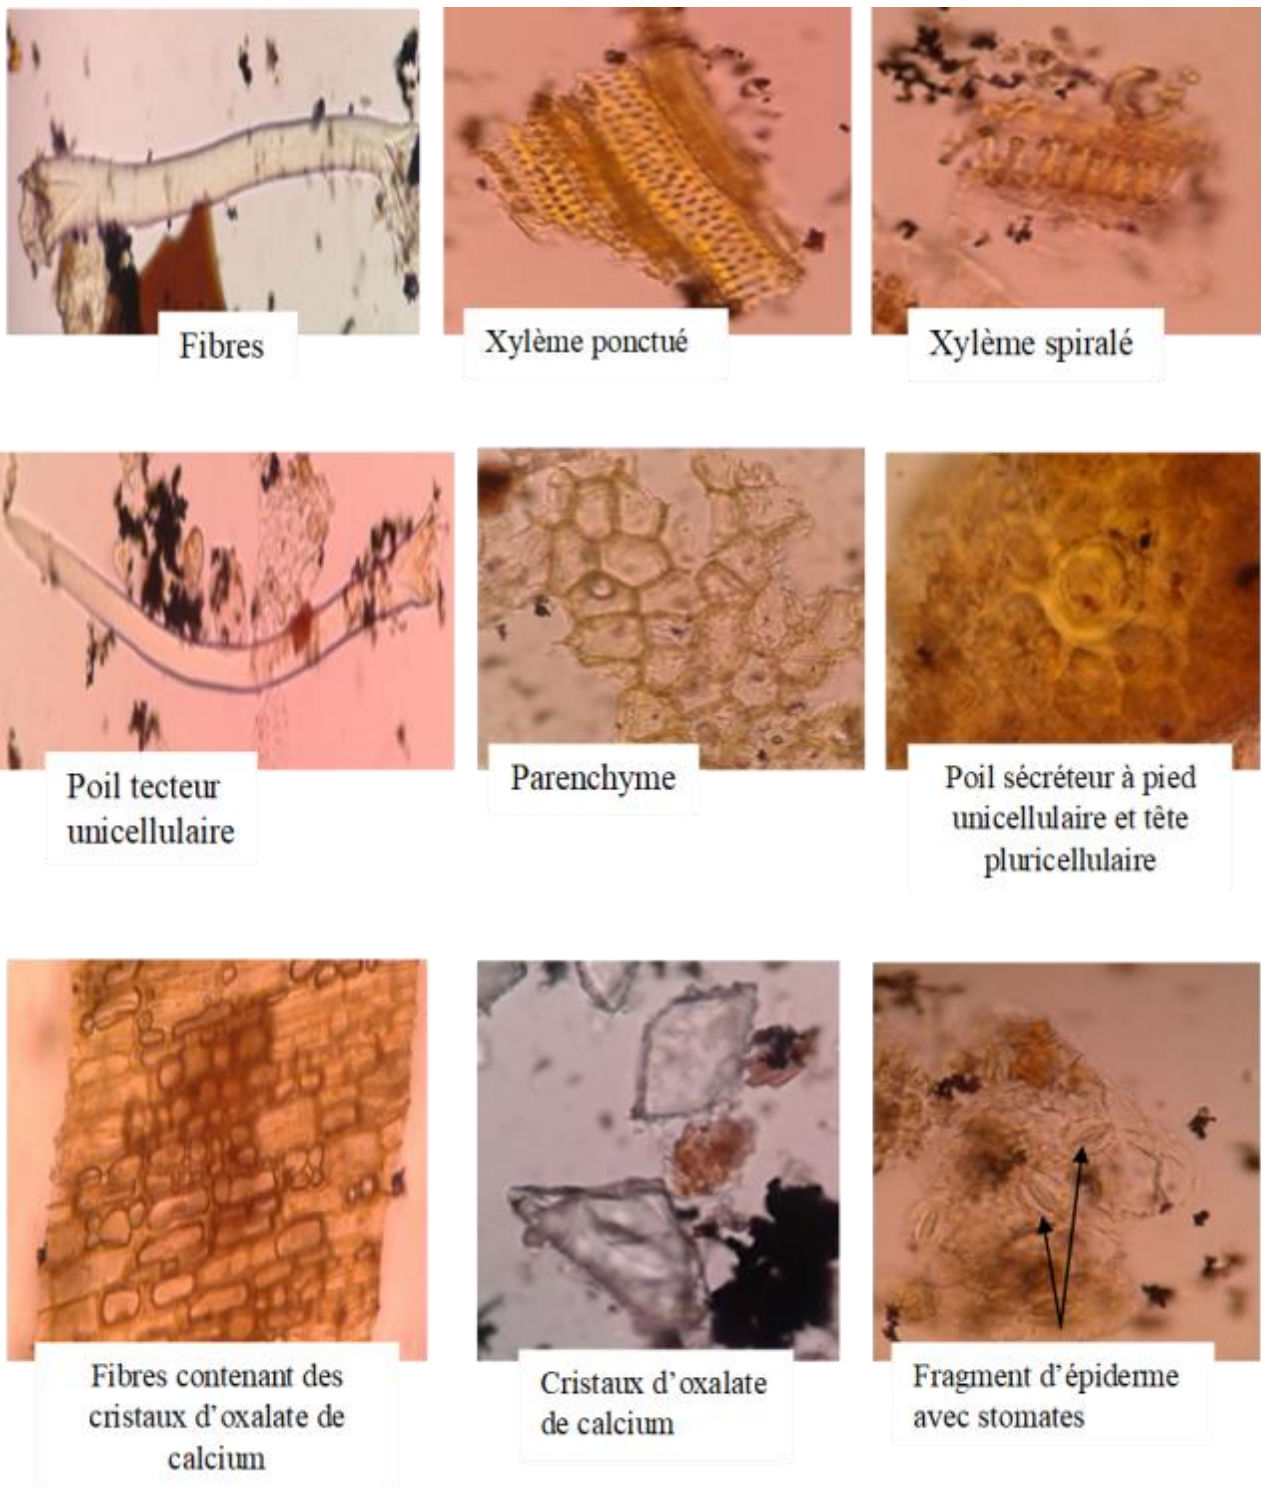 Fibres
Xylème ponctué
Xylème spiralé
Poil tecteur
unicellulaire
Parenchyme
Poil sécréteur à pied
unicellulaire et tête
pluricellulaire
Fibres contenant des
cristaux d'oxalate de
calcium
Cristaux d'oxalate
de calcium
Fragment d'épiderme
avec stomates